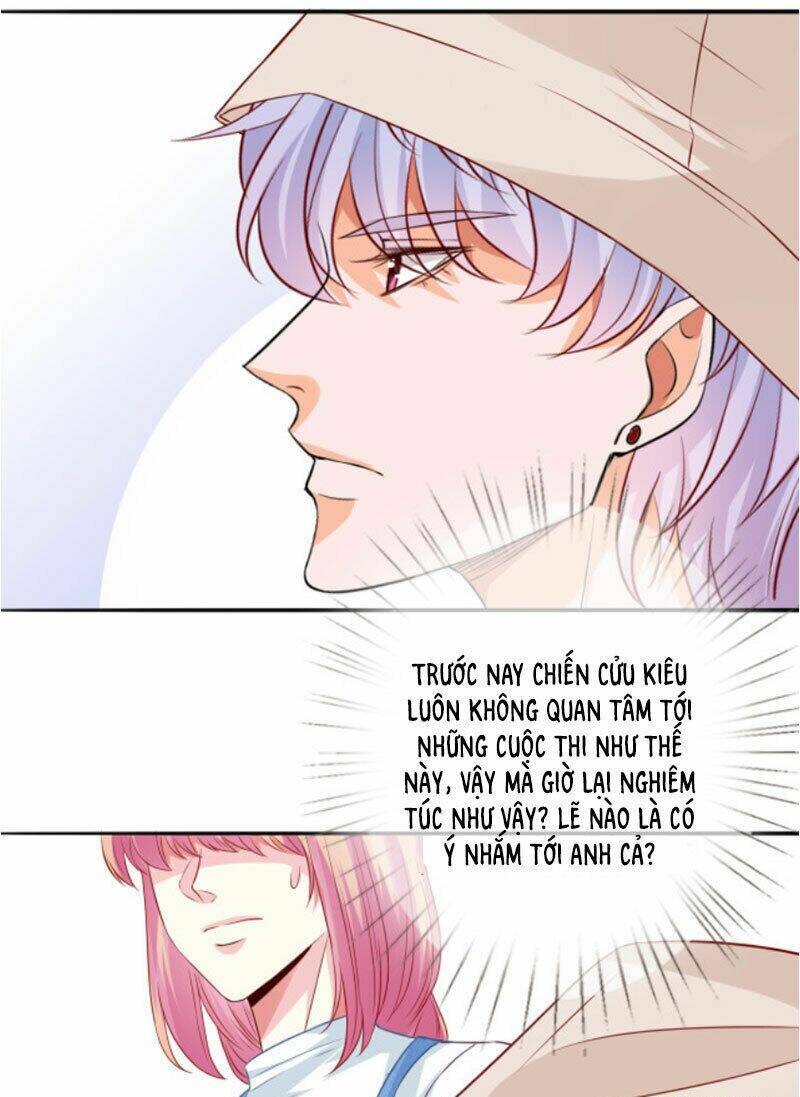 TRƯỚC NAY CHIẾN CỬU KIÊU
LUÔN KHÔNG QUAN TÂM TỚI
NHỮNG CUỘC THI NHƯ THẾ
NÀY, VẬY MÀ GIỜ LẠI NGHIÊM
TÚC NHƯ VẬY? LẼ NÀO LÀ CÓ
Ý NHẮM TỚI ANH CẢ?